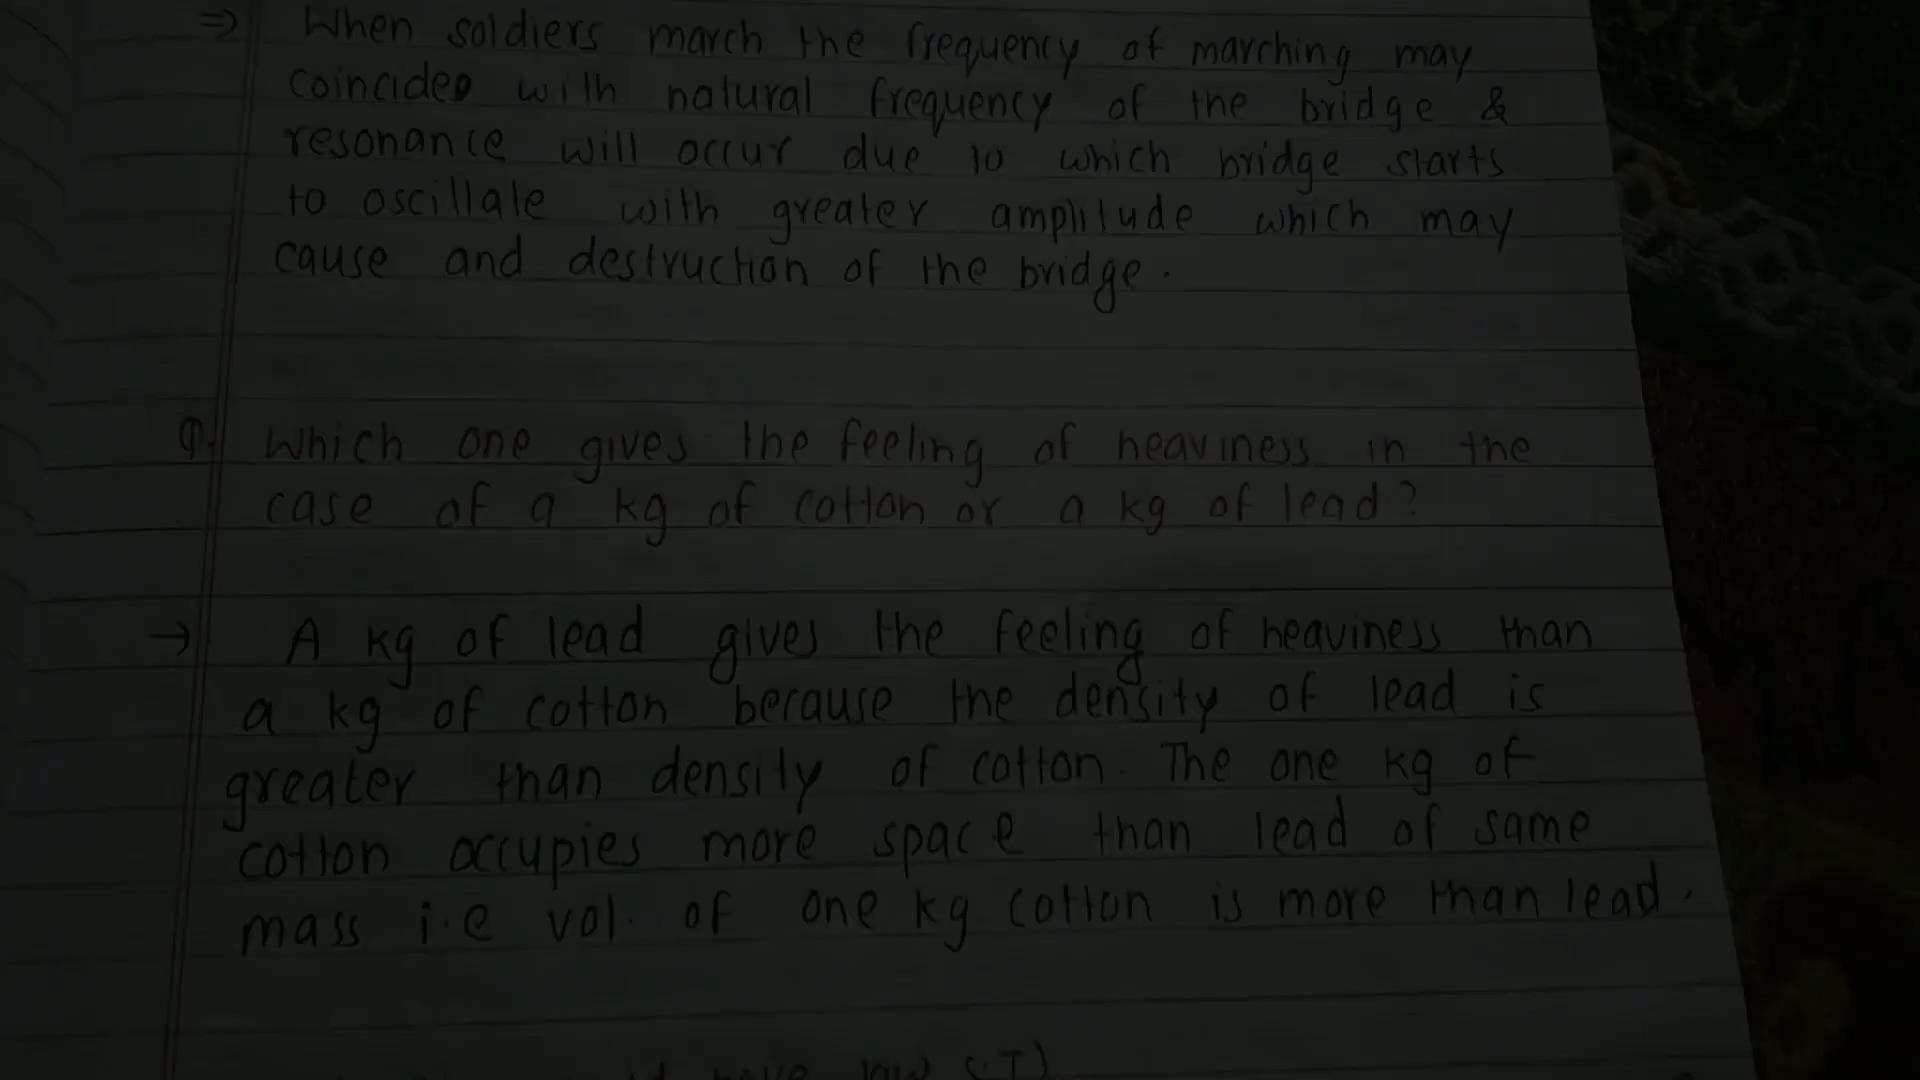 ⇒ When soldiers march the frequency of marching may
coincides with natural frequency of the bridge &
resonance will occur due to which bridge starts
to oscillate with greater amplitude which may
cause and destruction of the bridge.
Q. Which one gives the feeling of heaviness in the
case of a kg of cotton or a kg of lead?
→ A kg of lead gives the feeling of heaviness than
a kg of cotton because the density of lead is
greater than density of cotton. The one kg of
cotton occupies more space than lead of same
mass i.e vol. of one kg cotton is more than lead.
have law